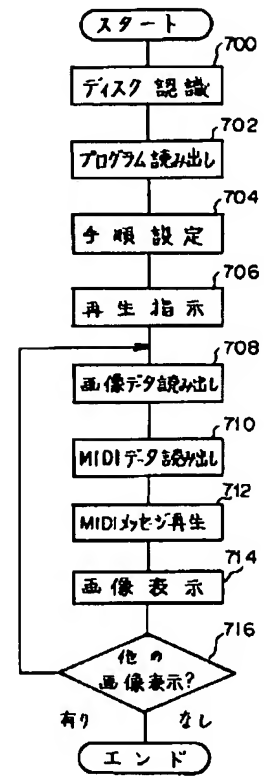 スタート
700
ディスク認識
702
プログラム読み出し
704
手順設定
706
再生指示
708
画像データ読み出し
710
MIDIデータ読み出し
712
MIDIメッセージ再生
714
画像表示
716
他の
画像表示?
有り なし
エンド